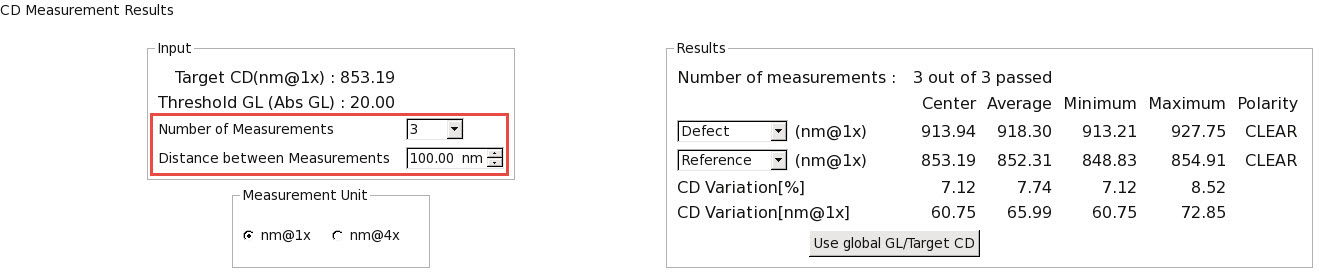 CD Measurement Results
Input
Target CD(nm@1x) : 853.19
Threshold GL (Abs GL) : 20.00
Number of Measurements 3
Distance between Measurements 100.00 nm
Measurement Unit
nm@1x nm@4x
Results
Number of measurements : 3 out of 3 passed
Center Average Minimum Maximum Polarity
Defect (nm@1x) 913.94 918.30 913.21 927.75 CLEAR
Reference (nm@1x) 853.19 852.31 848.83 854.91 CLEAR
CD Variation[%] 7.12 7.74 7.12 8.52
CD Variation[nm@1x] 60.75 65.99 60.75 72.85
Use global GL/Target CD